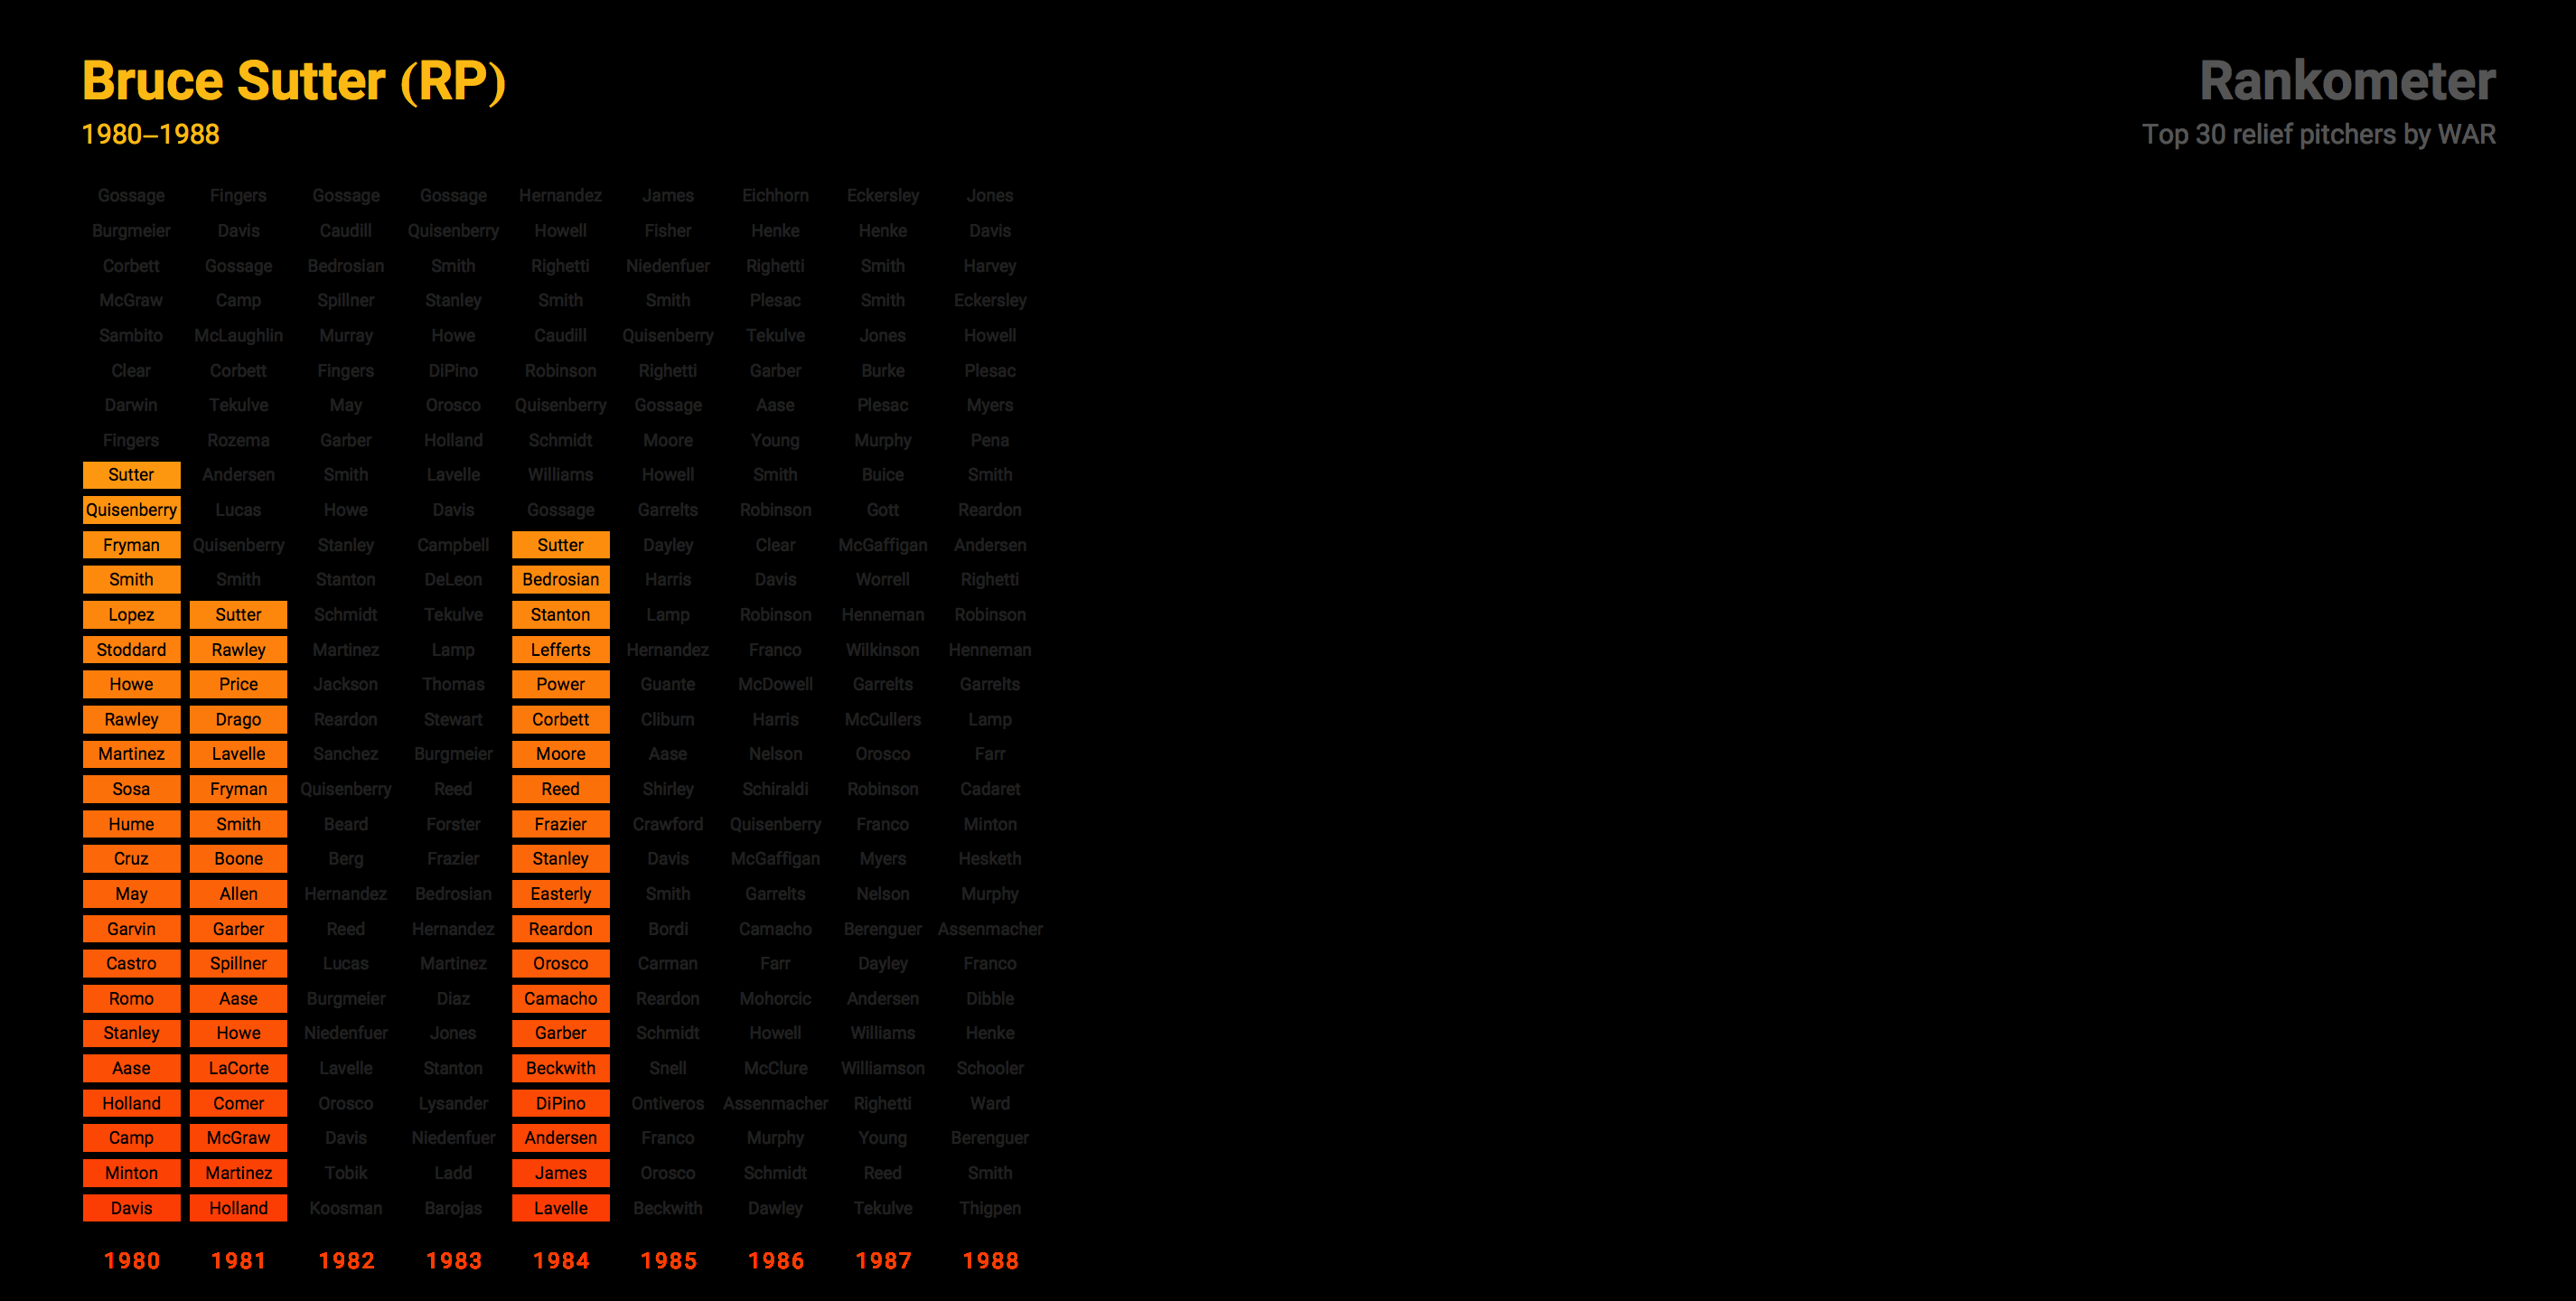 Bruce Sutter (RP)
1980–1988
Rankometer
Top 30 relief pitchers by WAR
Gossage Fingers Gossage Gossage Hernandez James Eichhorn Eckersley Jones
Burgmeier Davis Caudill Quisenberry Howell Fisher Henke Henke Davis
Corbett Gossage Bedrosian Smith Righetti Niedenfuer Righetti Smith Harvey
McGraw Camp Spillner Stanley Smith Smith Plesac Smith Eckersley
Sambito McLaughlin Murray Howe Caudill Quisenberry Tekulve Jones Howell
Clear Corbett Fingers DiPino Robinson Righetti Garber Burke Plesac
Darwin Tekulve May Orosco Quisenberry Gossage Aase Plesac Myers
Fingers Rozema Garber Holland Schmidt Moore Young Murphy Pena
Sutter Andersen Smith Lavelle Williams Howell Smith Buice Smith
Quisenberry Lucas Howe Davis Gossage Garrelts Robinson Gott Reardon
Fryman Quisenberry Stanley Campbell Sutter Dayley Clear McGaffigan Andersen
Smith Smith Stanton DeLeon Bedrosian Harris Davis Worrell Righetti
Lopez Sutter Schmidt Tekulve Stanton Lamp Robinson Henneman Robinson
Stoddard Rawley Martinez Lamp Lefferts Hernandez Franco Wilkinson Henneman
Howe Price Jackson Thomas Power Guante McDowell Garrelts Garrelts
Rawley Drago Reardon Stewart Corbett Cliburn Harris McCullers Lamp
Martinez Lavelle Sanchez Burgmeier Moore Aase Nelson Orosco Farr
Sosa Fryman Quisenberry Reed Reed Shirley Schiraldi Robinson Cadaret
Hume Smith Beard Forster Frazier Crawford Quisenberry Franco Minton
Cruz Boone Berg Frazier Stanley Davis McGaffigan Myers Hesketh
May Allen Hernandez Bedrosian Easterly Smith Garrelts Nelson Murphy
Garvin Garber Reed Hernandez Reardon Bordi Camacho Berenguer Assenmacher
Castro Spillner Lucas Martinez Orosco Carman Farr Dayley Franco
Romo Aase Burgmeier Diaz Camacho Reardon Mohorcic Andersen Dibble
Stanley Howe Niedenfuer Jones Garber Schmidt Howell Williams Henke
Aase LaCorte Lavelle Stanton Beckwith Snell McClure Williamson Schooler
Holland Comer Orosco Lysander DiPino Ontiveros Assenmacher Righetti Ward
Camp McGraw Davis Niedenfuer Andersen Franco Murphy Young Berenguer
Minton Martinez Tobik Ladd James Orosco Schmidt Reed Smith
Davis Holland Koosman Barojas Lavelle Beckwith Dawley Tekulve Thigpen
1980 1981 1982 1983 1984 1985 1986 1987 1988